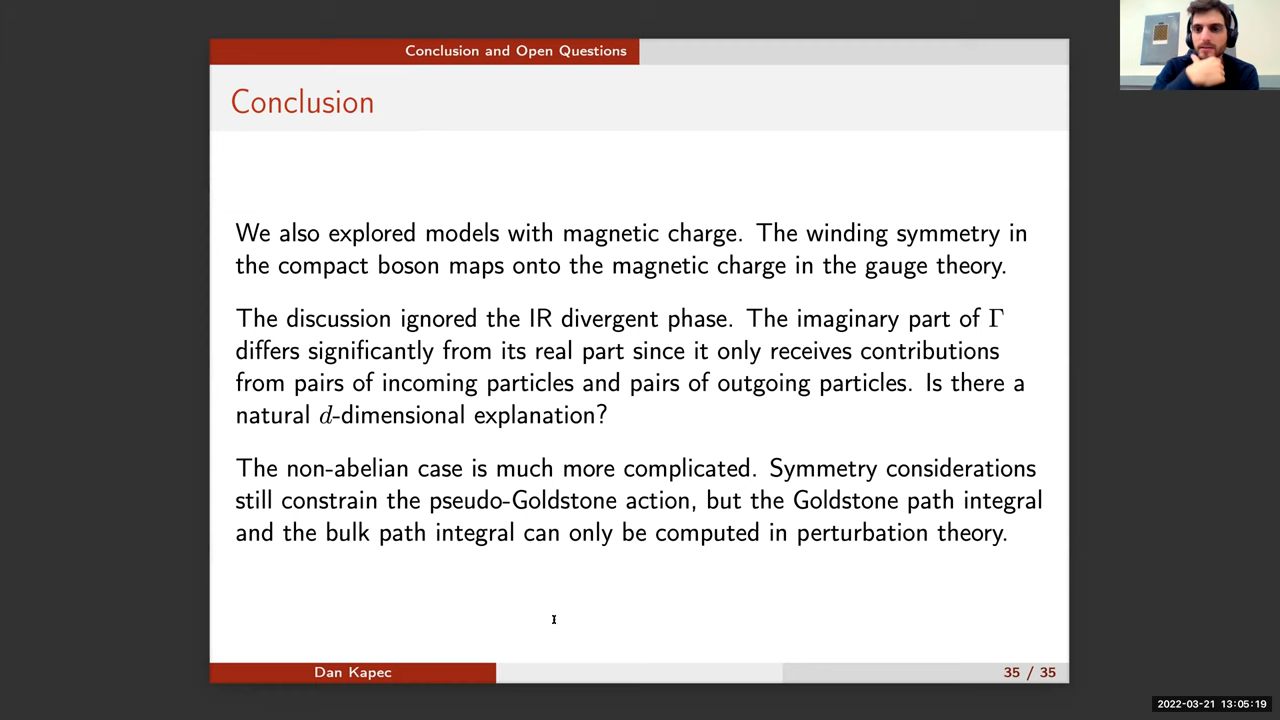 Conclusion and Open Questions
Conclusion
We also explored models with magnetic charge. The winding symmetry in
the compact boson maps onto the magnetic charge in the gauge theory.
The discussion ignored the IR divergent phase. The imaginary part of Γ
differs significantly from its real part since it only receives contributions
from pairs of incoming particles and pairs of outgoing particles. Is there a
natural d-dimensional explanation?
The non-abelian case is much more complicated. Symmetry considerations
still constrain the pseudo-Goldstone action, but the Goldstone path integral
and the bulk path integral can only be computed in perturbation theory.
Dan Kapec
35 / 35
2022-03-21 13:05:19